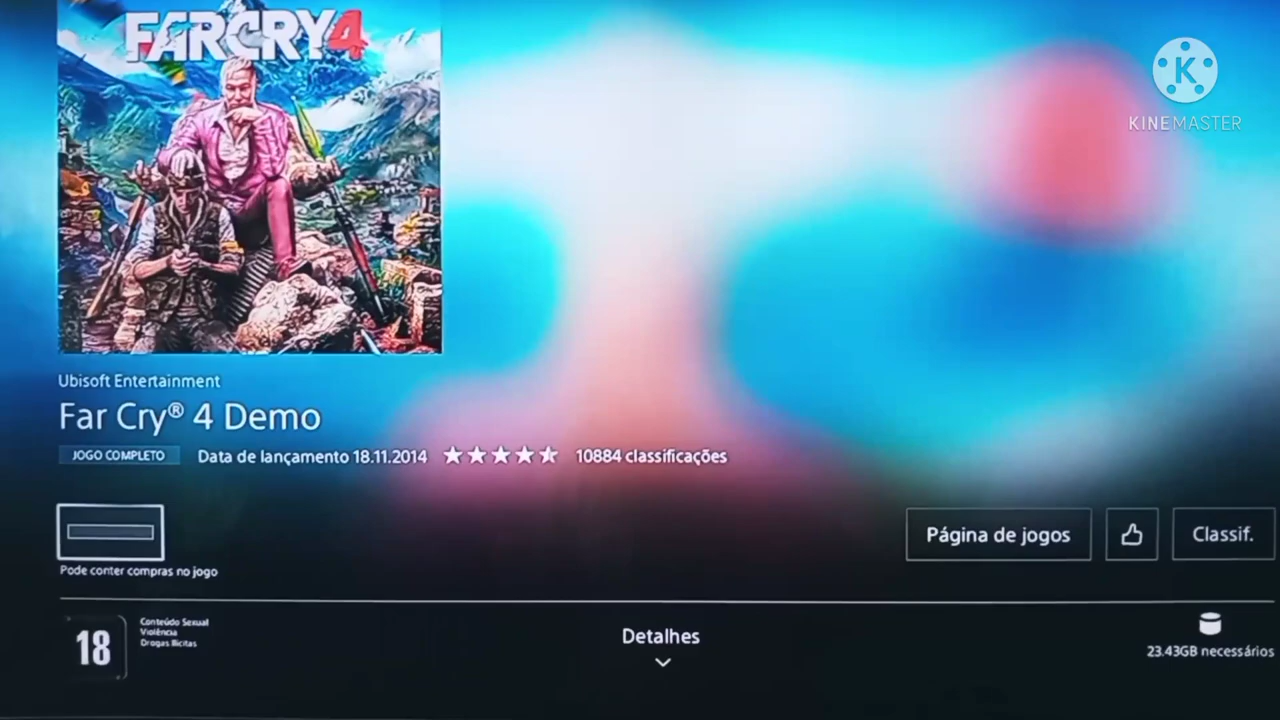 FARCRY4
KINEMASTER
Ubisoft Entertainment
Far Cry® 4 Demo
JOGO COMPLETO
Data de lançamento 18.11.2014
10884 classificações
Página de jogos
Classif.
Pode conter compras no jogo
18
Conteúdo Sexual
Violência
Drogas Ilícitas
Detalhes
23.43GB necessários